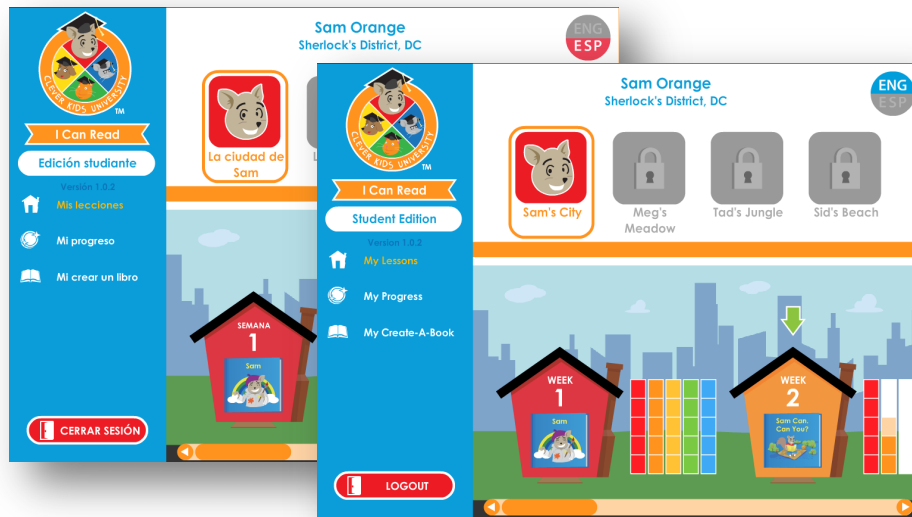 Sam Orange
Sherlock's District, DC
ENG
ESP
CLEVER KIDS UNIVERSITY
TM
I Can Read
Edición studiante
Versión 1.0.2
Mis lecciones
Mi progreso
Mi crear un libro
CERRAR SESIÓN
La ciudad de
Sam
L
SEMANA
1
Sam
Sam Orange
Sherlock's District, DC
ENG
ESP
CLEVER KIDS UNIVERSITY
TM
I Can Read
Student Edition
Version 1.0.2
My Lessons
My Progress
My Create-A-Book
LOGOUT
Sam's City
Meg's
Meadow
Tad's Jungle
Sid's Beach
WEEK
1
Sam
WEEK
2
Sam Can.
Can You?